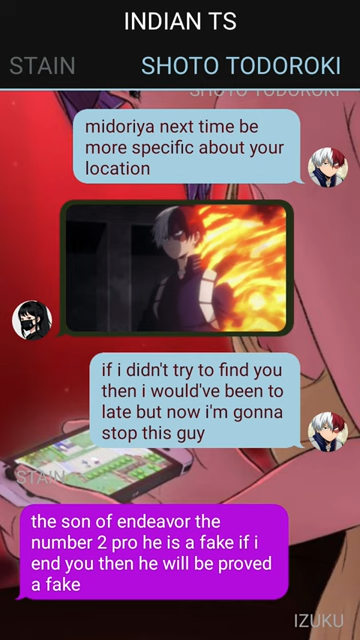 INDIAN TS
STAIN
SHOTO TODOROKI
SHOTO TODOROKI
midoriya next time be
more specific about your
location
if i didn't try to find you
then i would've been to
late but now i'm gonna
stop this guy
STAIN
the son of endeavor the
number 2 pro he is a fake if i
end you then he will be proved
a fake
IZUKU